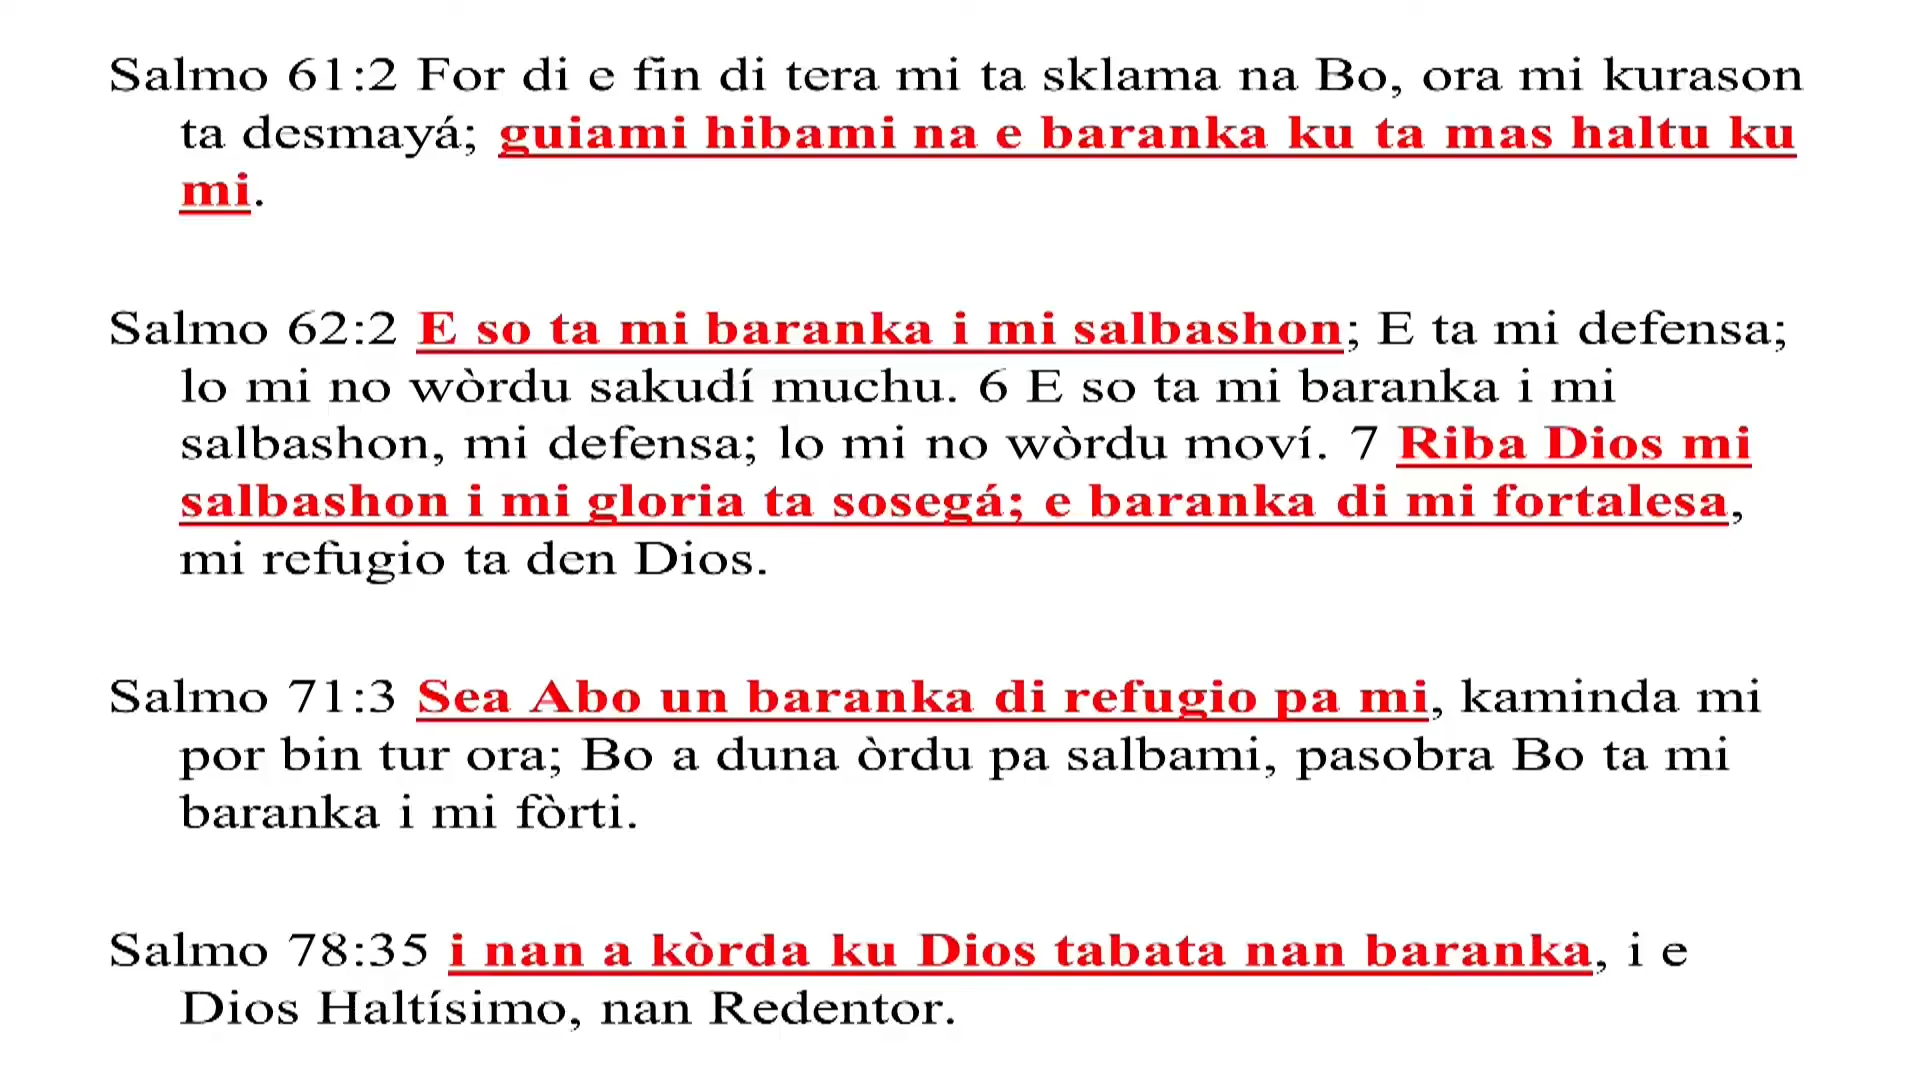 Salmo 61:2 For di e fin di tera mi ta sklama na Bo, ora mi kurason
ta desmayá; guiami hibami na e baranka ku ta mas haltu ku
mi.
Salmo 62:2 E so ta mi baranka i mi salbashon; E ta mi defensa;
lo mi no wòrdu sakudí muchu. 6 E so ta mi baranka i mi
salbashon, mi defensa; lo mi no wòrdu moví. 7 Riba Dios mi
salbashon i mi gloria ta sosegá; e baranka di mi fortalesa,
mi refugio ta den Dios.
Salmo 71:3 Sea Abo un baranka di refugio pa mi, kaminda mi
por bin tur ora; Bo a duna òrdu pa salbami, pasobra Bo ta mi
baranka i mi fòrti.
Salmo 78:35 i nan a kòrda ku Dios tabata nan baranka, i e
Dios Haltísimo, nan Redentor.